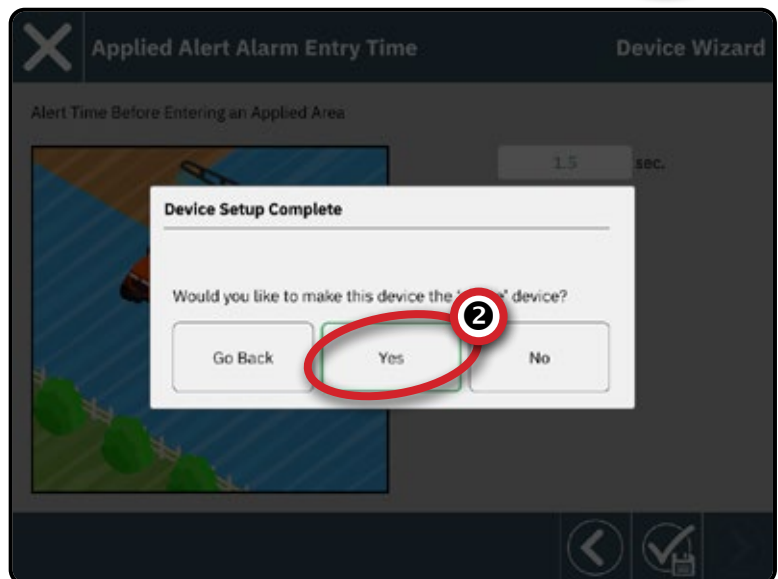 Applied Alert Alarm Entry Time
Device Wizard
Alert Time Before Entering an Applied Area
1.5 sec.
Device Setup Complete
Would you like to make this device the device?
2
Go Back
Yes
No